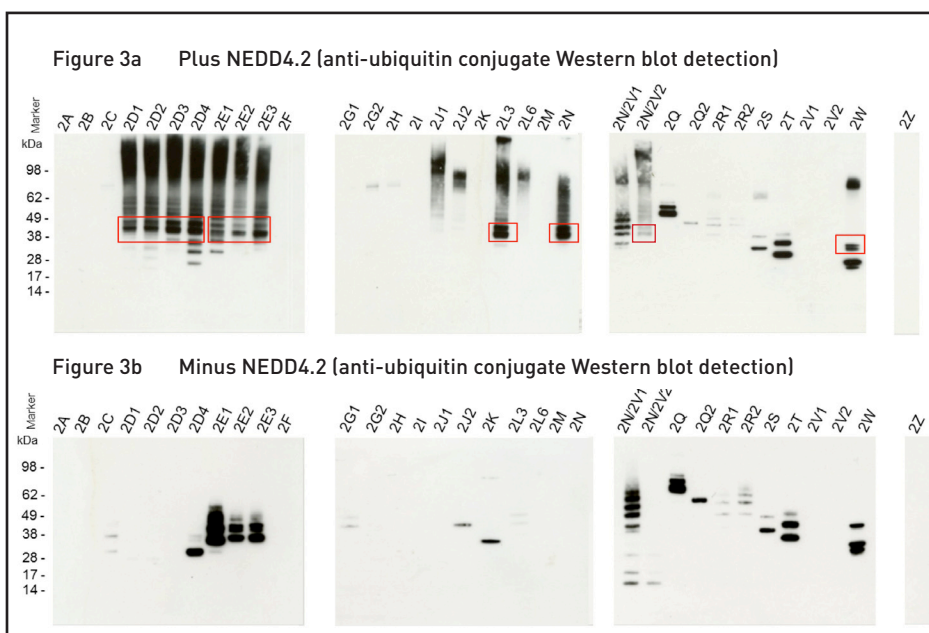 Figure 3a Plus NEDD4.2 (anti-ubiquitin conjugate Western blot detection)
Marker 2A 2B 2C 2D1 2D2 2D3 2D4 2E1 2E2 2E3 2F 2G1 2G2 2H 2I 2J1 2J2 2K 2L3 2L6 2M 2N 2N/2V1 2N/2V2 2Q 2Q2 2R1 2R2 2S 2T 2V1 2V2 2W 2Z
kDa
98 -
62 -
49 -
38 -
28 -
17 -
14 -
Figure 3b Minus NEDD4.2 (anti-ubiquitin conjugate Western blot detection)
Marker 2A 2B 2C 2D1 2D2 2D3 2D4 2E1 2E2 2E3 2F 2G1 2G2 2H 2I 2J1 2J2 2K 2L3 2L6 2M 2N 2N/2V1 2N/2V2 2Q 2Q2 2R1 2R2 2S 2T 2V1 2V2 2W 2Z
kDa
98 -
62 -
49 -
38 -
28 -
17 -
14 -